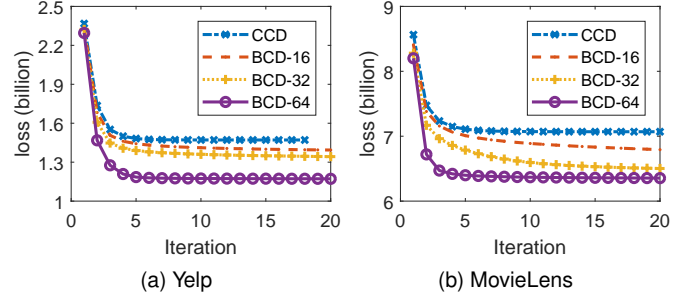 2.5
2.2
1.9
1.6
1.3
1
loss (billion)
0 5 10 15 20
Iteration
CCD
BCD-16
BCD-32
BCD-64
(a) Yelp
9
8
7
6
loss (billion)
0 5 10 15 20
Iteration
CCD
BCD-16
BCD-32
BCD-64
(b) MovieLens